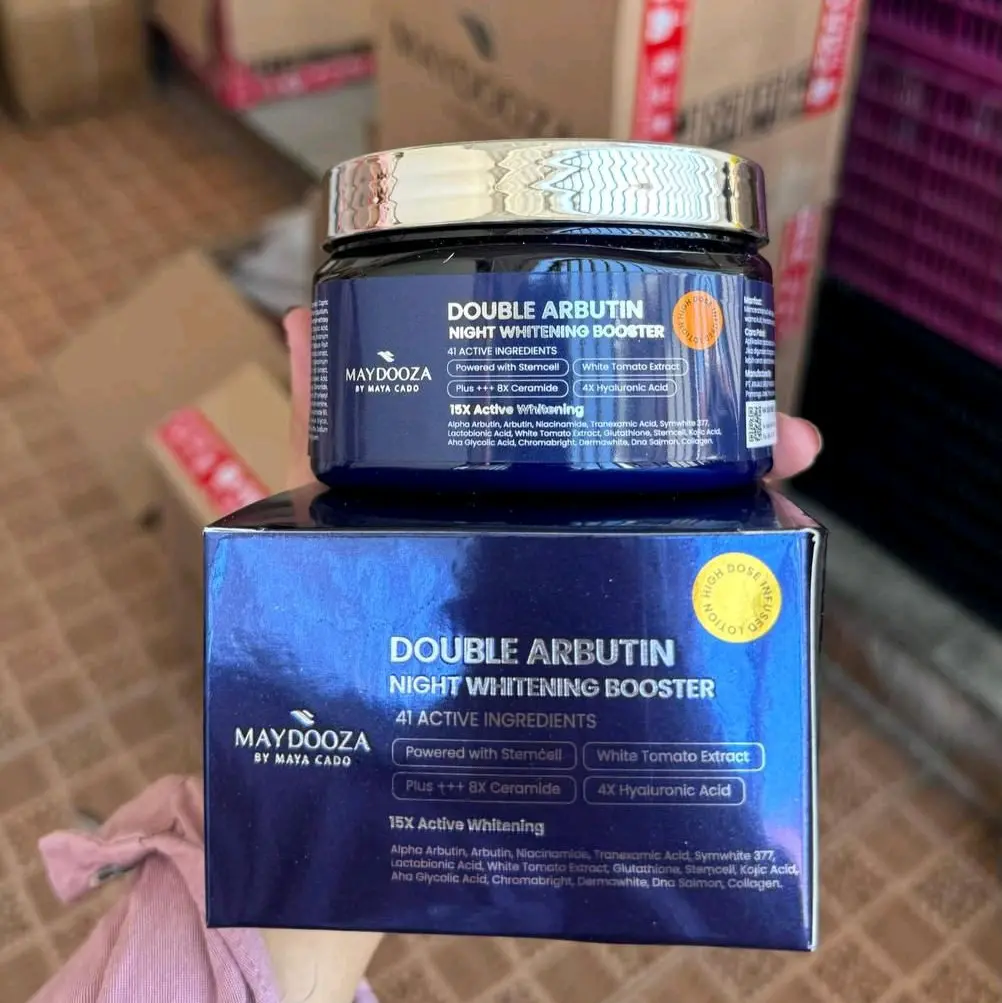 MAYDOOZA
DOUBLE ARBUTIN
NIGHT WHITENING BOOSTER
41 ACTIVE INGREDIENTS
Powered with Stemcell
White Tomato Extract
Plus +++ 8X Ceramide
4X Hyaluronic Acid
MAYDOOZA
BY MAYA CADO
15X Active Whitening
Alpha Arbutin, Arbutin, Niacinamide, Tranexamic Acid, Symwhite 377,
Lactobionic Acid, White Tomato Extract, Glutathione, Stemcell, Kojic Acid,
Aha Glycolic Acid, Chromabright, Dermawhite, Dna Salmon, Collagen.
HIGH DOSE INFUSED LOTION
DOUBLE ARBUTIN
NIGHT WHITENING BOOSTER
41 ACTIVE INGREDIENTS
Powered with Stemcell
White Tomato Extract
Plus +++ 8X Ceramide
4X Hyaluronic Acid
MAYDOOZA
BY MAYA CADO
15X Active Whitening
Alpha Arbutin, Arbutin, Niacinamide, Tranexamic Acid, Symwhite 377,
Lactobionic Acid, White Tomato Extract, Glutathione, Stemcell, Kojic Acid,
Aha Glycolic Acid, Chromabright, Dermawhite, Dna Salmon, Collagen.